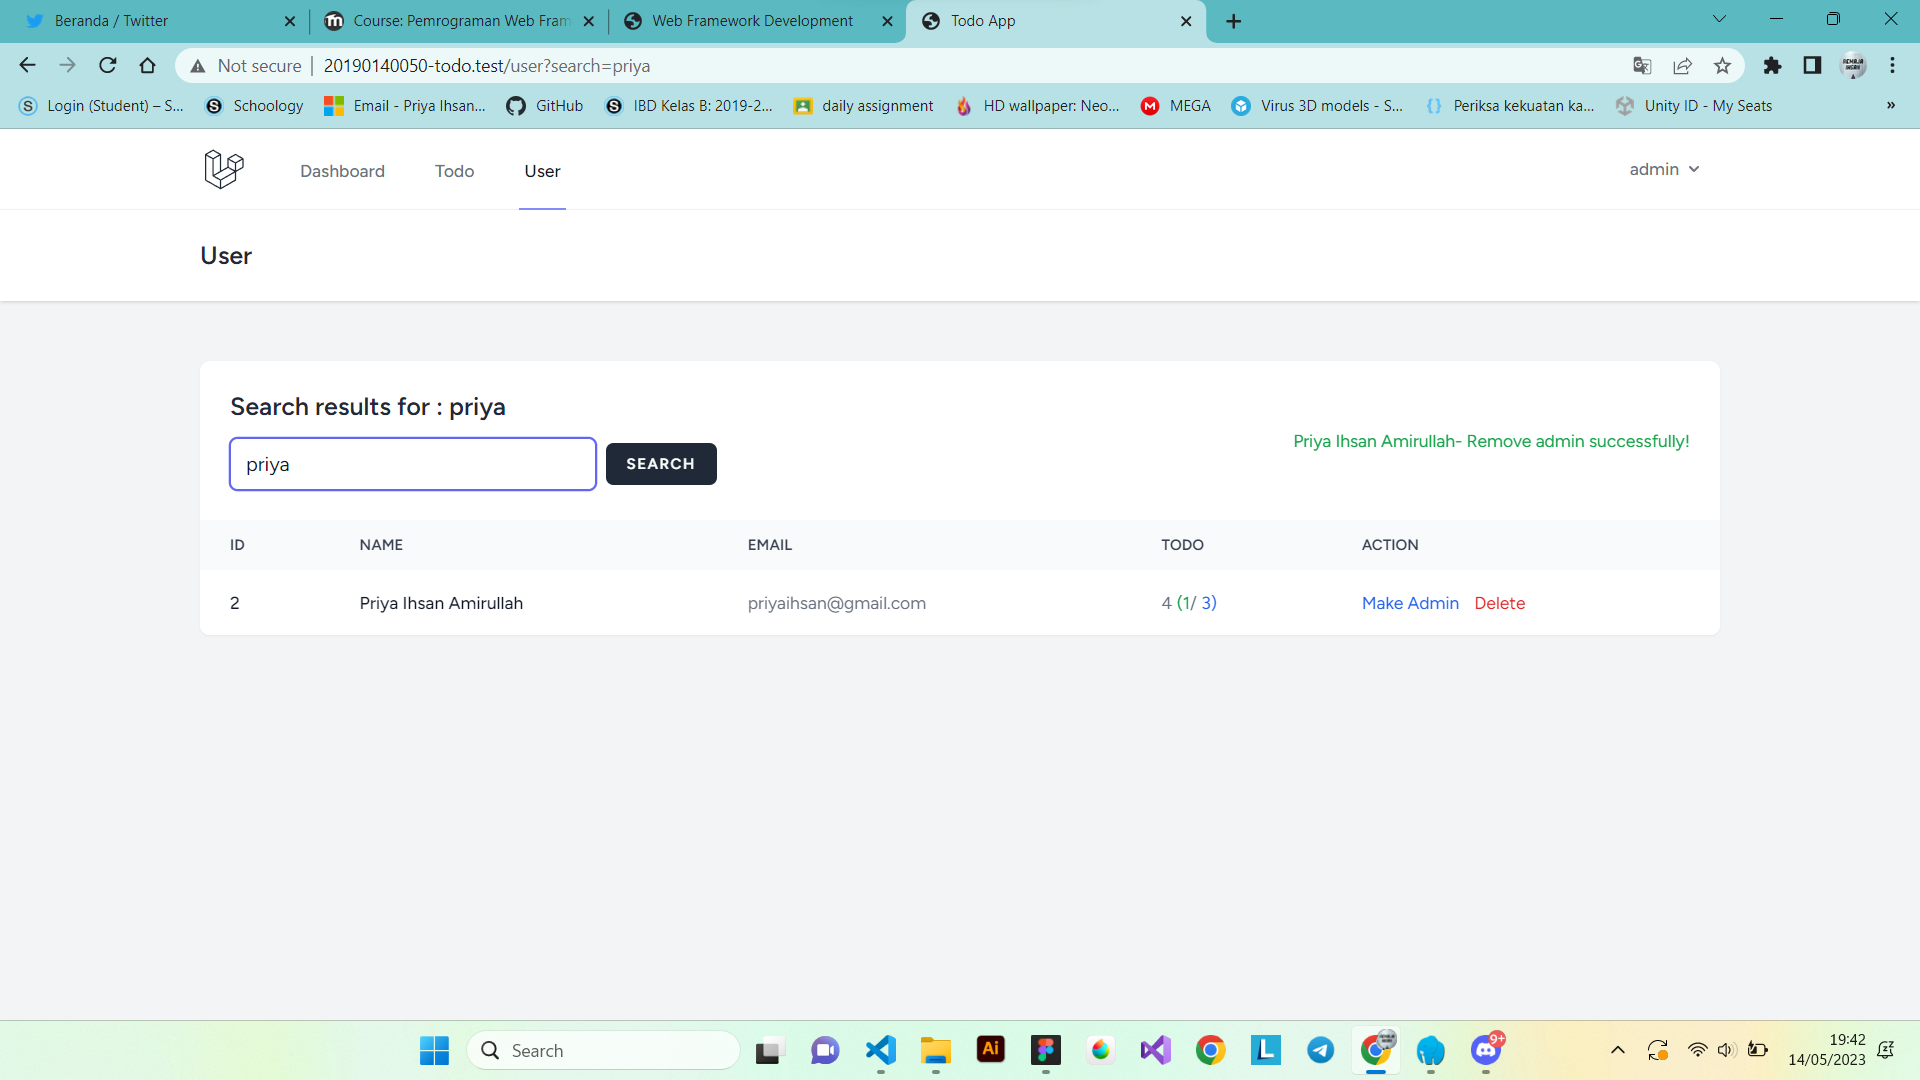 Beranda / Twitter
Course: Pemrograman Web Fram
Web Framework Development
Todo App
Not secure | 20190140050-todo.test/user?search=priya
Login (Student) – S...
Schoology
Email - Priya Ihsan...
GitHub
IBD Kelas B: 2019-2...
daily assignment
HD wallpaper: Neo...
MEGA
Virus 3D models - S...
Periksa kekuatan ka...
Unity ID - My Seats
»
Dashboard
Todo
User
admin
User
Search results for : priya
Priya Ihsan Amirullah- Remove admin successfully!
priya
SEARCH
ID NAME EMAIL TODO ACTION
2 Priya Ihsan Amirullah priyaihsan@gmail.com 4 (1/ 3) Make Admin Delete
Search
Ai
L
9+
19:42
14/05/2023